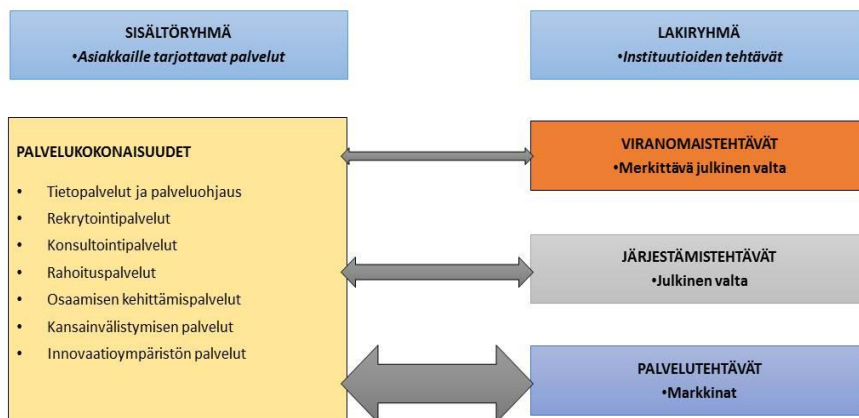 SISÄLTÖRYHMÄ
•Asiakkaille tarjottavat palvelut
LAKIRYHMÄ
•Instituutioiden tehtävät
PALVELUKOKONAISUUDET
• Tietopalvelut ja palveluohjaus
• Rekrytointipalvelut
• Konsultointipalvelut
• Rahoituspalvelut
• Osaamisen kehittämispalvelut
• Kansainvälistymisen palvelut
• Innovaatioympäristön palvelut
VIRANOMAISTEHTÄVÄT
•Merkittävä julkinen valta
JÄRJESTÄMISTEHTÄVÄT
•Julkinen valta
PALVELUTEHTÄVÄT
•Markkinat